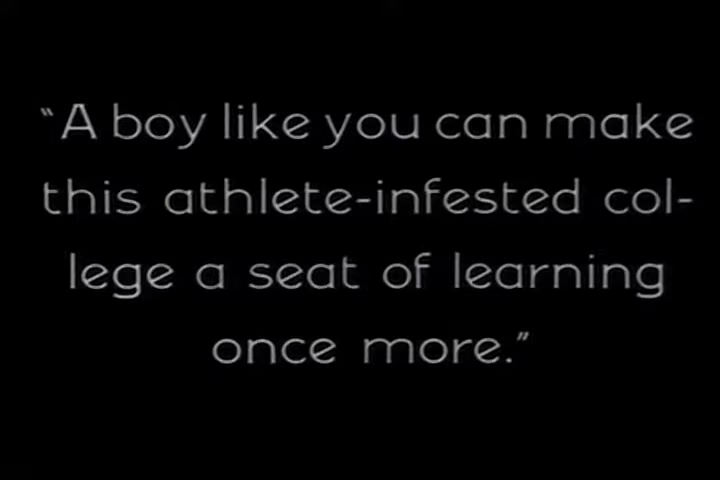 "A boy like you can make
this athlete-infested col-
lege a seat of learning
once more."